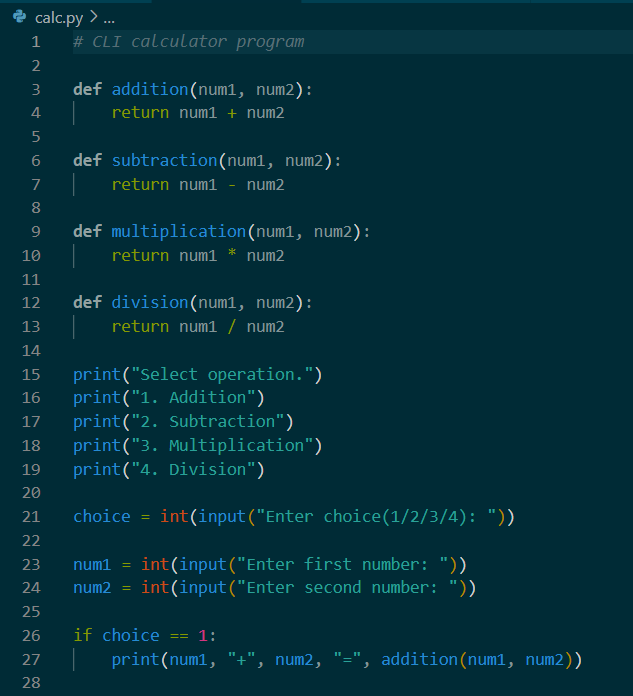 calc.py > ...
1 # CLI calculator program
2
3 def addition(num1, num2):
4     return num1 + num2
5
6 def subtraction(num1, num2):
7     return num1 - num2
8
9 def multiplication(num1, num2):
10     return num1 * num2
11
12 def division(num1, num2):
13     return num1 / num2
14
15 print("Select operation.")
16 print("1. Addition")
17 print("2. Subtraction")
18 print("3. Multiplication")
19 print("4. Division")
20
21 choice = int(input("Enter choice(1/2/3/4): "))
22
23 num1 = int(input("Enter first number: "))
24 num2 = int(input("Enter second number: "))
25
26 if choice == 1:
27     print(num1, "+", num2, "=", addition(num1, num2))
28